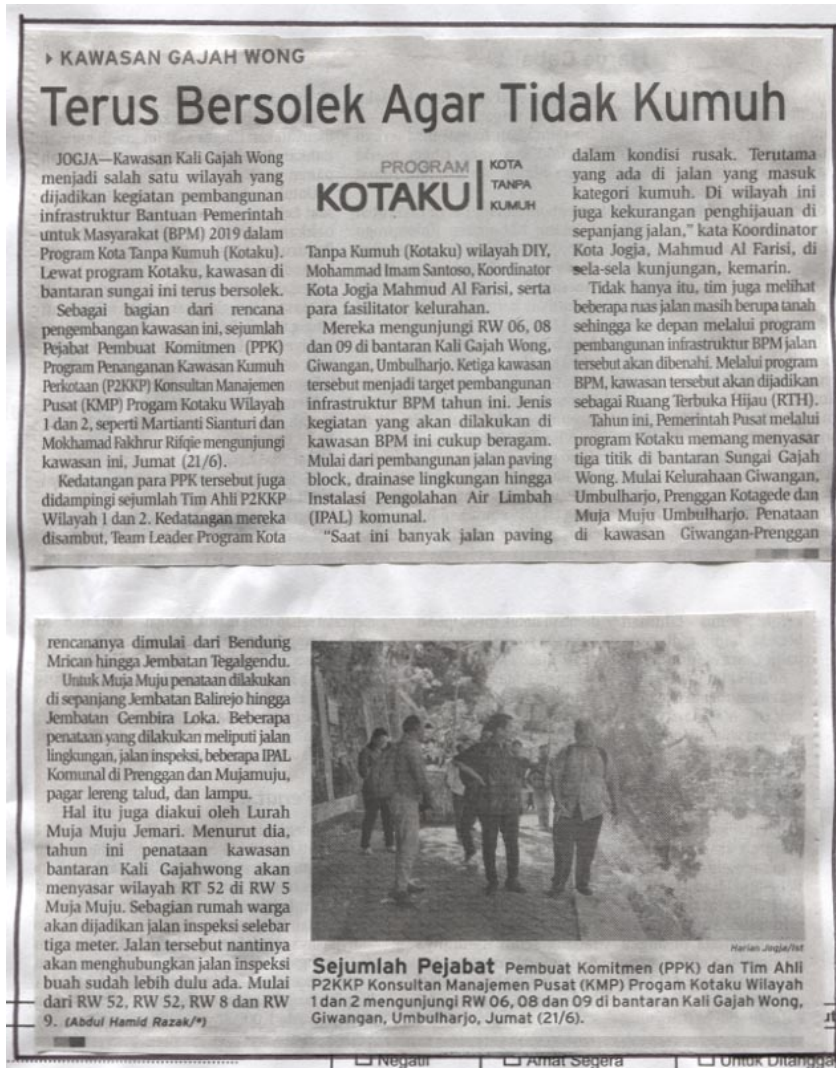 ▸ KAWASAN GAJAH WONG
Terus Bersolek Agar Tidak Kumuh
JOGJA—Kawasan Kali Gajah Wong
menjadi salah satu wilayah yang
dijadikan kegiatan pembangunan
infrastruktur Bantuan Pemerintah
untuk Masyarakat (BPM) 2019 dalam
Program Kota Tanpa Kumuh (Kotaku).
Lewat program Kotaku, kawasan di
bantaran sungai ini terus bersolek.
Sebagai bagian dari rencana
pengembangan kawasan ini, sejumlah
Pejabat Pembuat Komitmen (PPK)
Program Penanganan Kawasan Kumuh
Perkotaan (P2KKP) Konsultan Manajemen
Pusat (KMP) Progam Kotaku Wilayah
1 dan 2, seperti Martianti Sianturi dan
Mokhamad Fakhrur Rifqie mengunjungi
kawasan ini, Jumat (21/6).
Kedatangan para PPK tersebut juga
didampingi sejumlah Tim Ahli P2KKP
Wilayah 1 dan 2. Kedatangan mereka
disambut, Team Leader Program Kota
PROGRAM
KOTAKU
KOTA
TANPA
KUMUH
Tanpa Kumuh (Kotaku) wilayah DIY,
Mohammad Imam Santoso, Koordinator
Kota Jogja Mahmud Al Farisi, serta
para fasilitator kelurahan.
Mereka mengunjungi RW 06, 08
dan 09 di bantaran Kali Gajah Wong,
Giwangan, Umbulharjo. Ketiga kawasan
tersebut menjadi target pembangunan
infrastruktur BPM tahun ini. Jenis
kegiatan yang akan dilakukan di
kawasan BPM ini cukup beragam.
Mulai dari pembangunan jalan paving
block, drainase lingkungan hingga
Instalasi Pengolahan Air Limbah
(IPAL) komunal.
"Saat ini banyak jalan paving
dalam kondisi rusak. Terutama
yang ada di jalan yang masuk
kategori kumuh. Di wilayah ini
juga kekurangan penghijauan di
sepanjang jalan," kata Koordinator
Kota Jogja, Mahmud Al Farisi, di
sela-sela kunjungan, kemarin.
Tidak hanya itu, tim juga melihat
beberapa ruas jalan masih berupa tanah
sehingga ke depan melalui program
pembangunan infrastruktur BPM jalan
tersebut akan dibenahi. Melalui program
BPM, kawasan tersebut akan dijadikan
sebagai Ruang Terbuka Hijau (RTH).
Tahun ini, Pemerintah Pusat melalui
program Kotaku memang menyasar
tiga titik di bantaran Sungai Gajah
Wong. Mulai Kelurahaan Giwangan,
Umbulharjo, Prenggan Kotagede dan
Muja Muju Umbulharjo. Penataan
di kawasan Giwangan-Prenggan
rencananya dimulai dari Bendung
Mrican hingga Jembatan Tegalgendu.
Untuk Muja Muju penataan dilakukan
di sepanjang Jembatan Balirejo hingga
Jembatan Gembira Loka. Beberapa
penataan yang dilakukan meliputi jalan
lingkungan, jalan inspeksi, beberapa IPAL
Komunal di Prenggan dan Mujamuju,
pagar lereng talud, dan lampu.
Hal itu juga diakui oleh Lurah
Muja Muju Jemari. Menurut dia,
tahun ini penataan kawasan
bantaran Kali Gajahwong akan
menyasar wilayah RT 52 di RW 5
Muja Muju. Sebagian rumah warga
akan dijadikan jalan inspeksi selebar
tiga meter. Jalan tersebut nantinya
akan menghubungkan jalan inspeksi
buah sudah lebih dulu ada. Mulai
dari RW 52, RW 52, RW 8 dan RW
9. (Abdul Hamid Razak/*)
Harian Jogja/Ist
Sejumlah Pejabat Pembuat Komitmen (PPK) dan Tim Ahli
P2KKP Konsultan Manajemen Pusat (KMP) Progam Kotaku Wilayah
1 dan 2 mengunjungi RW 06, 08 dan 09 di bantaran Kali Gajah Wong,
Giwangan, Umbulharjo, Jumat (21/6).
Negatif
Amat Segera
Untuk Ditangga